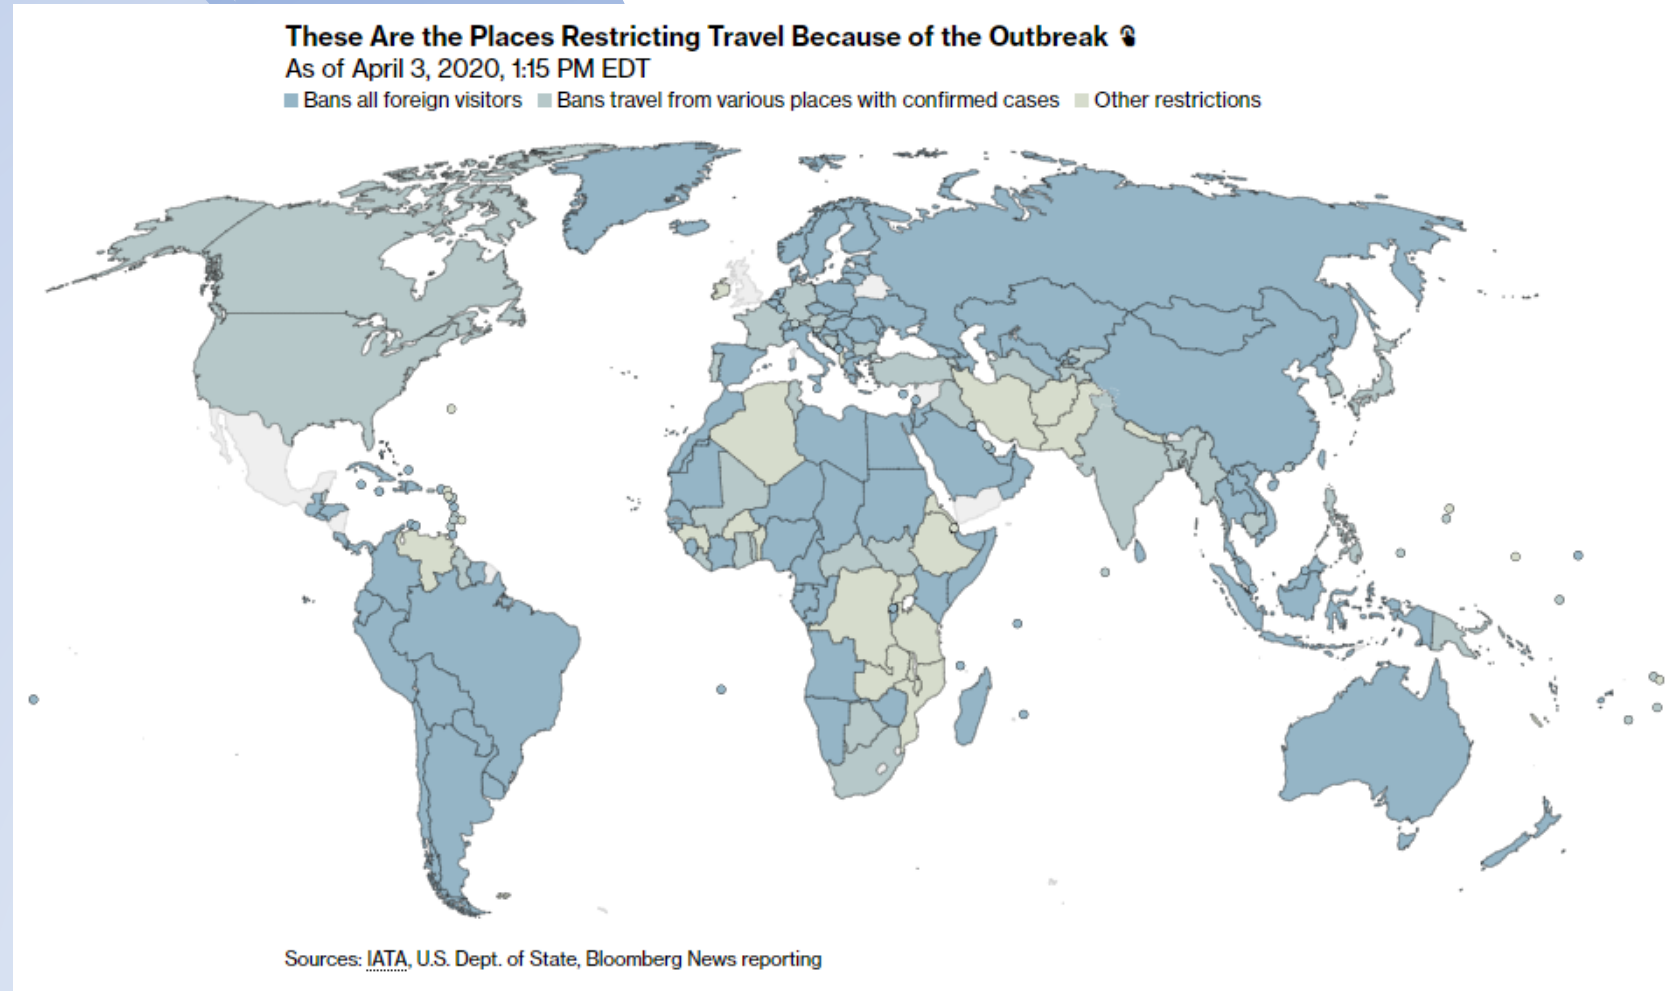 These Are the Places Restricting Travel Because of the Outbreak
As of April 3, 2020, 1:15 PM EDT
Bans all foreign visitors Bans travel from various places with confirmed cases Other restrictions
Sources: IATA, U.S. Dept. of State, Bloomberg News reporting